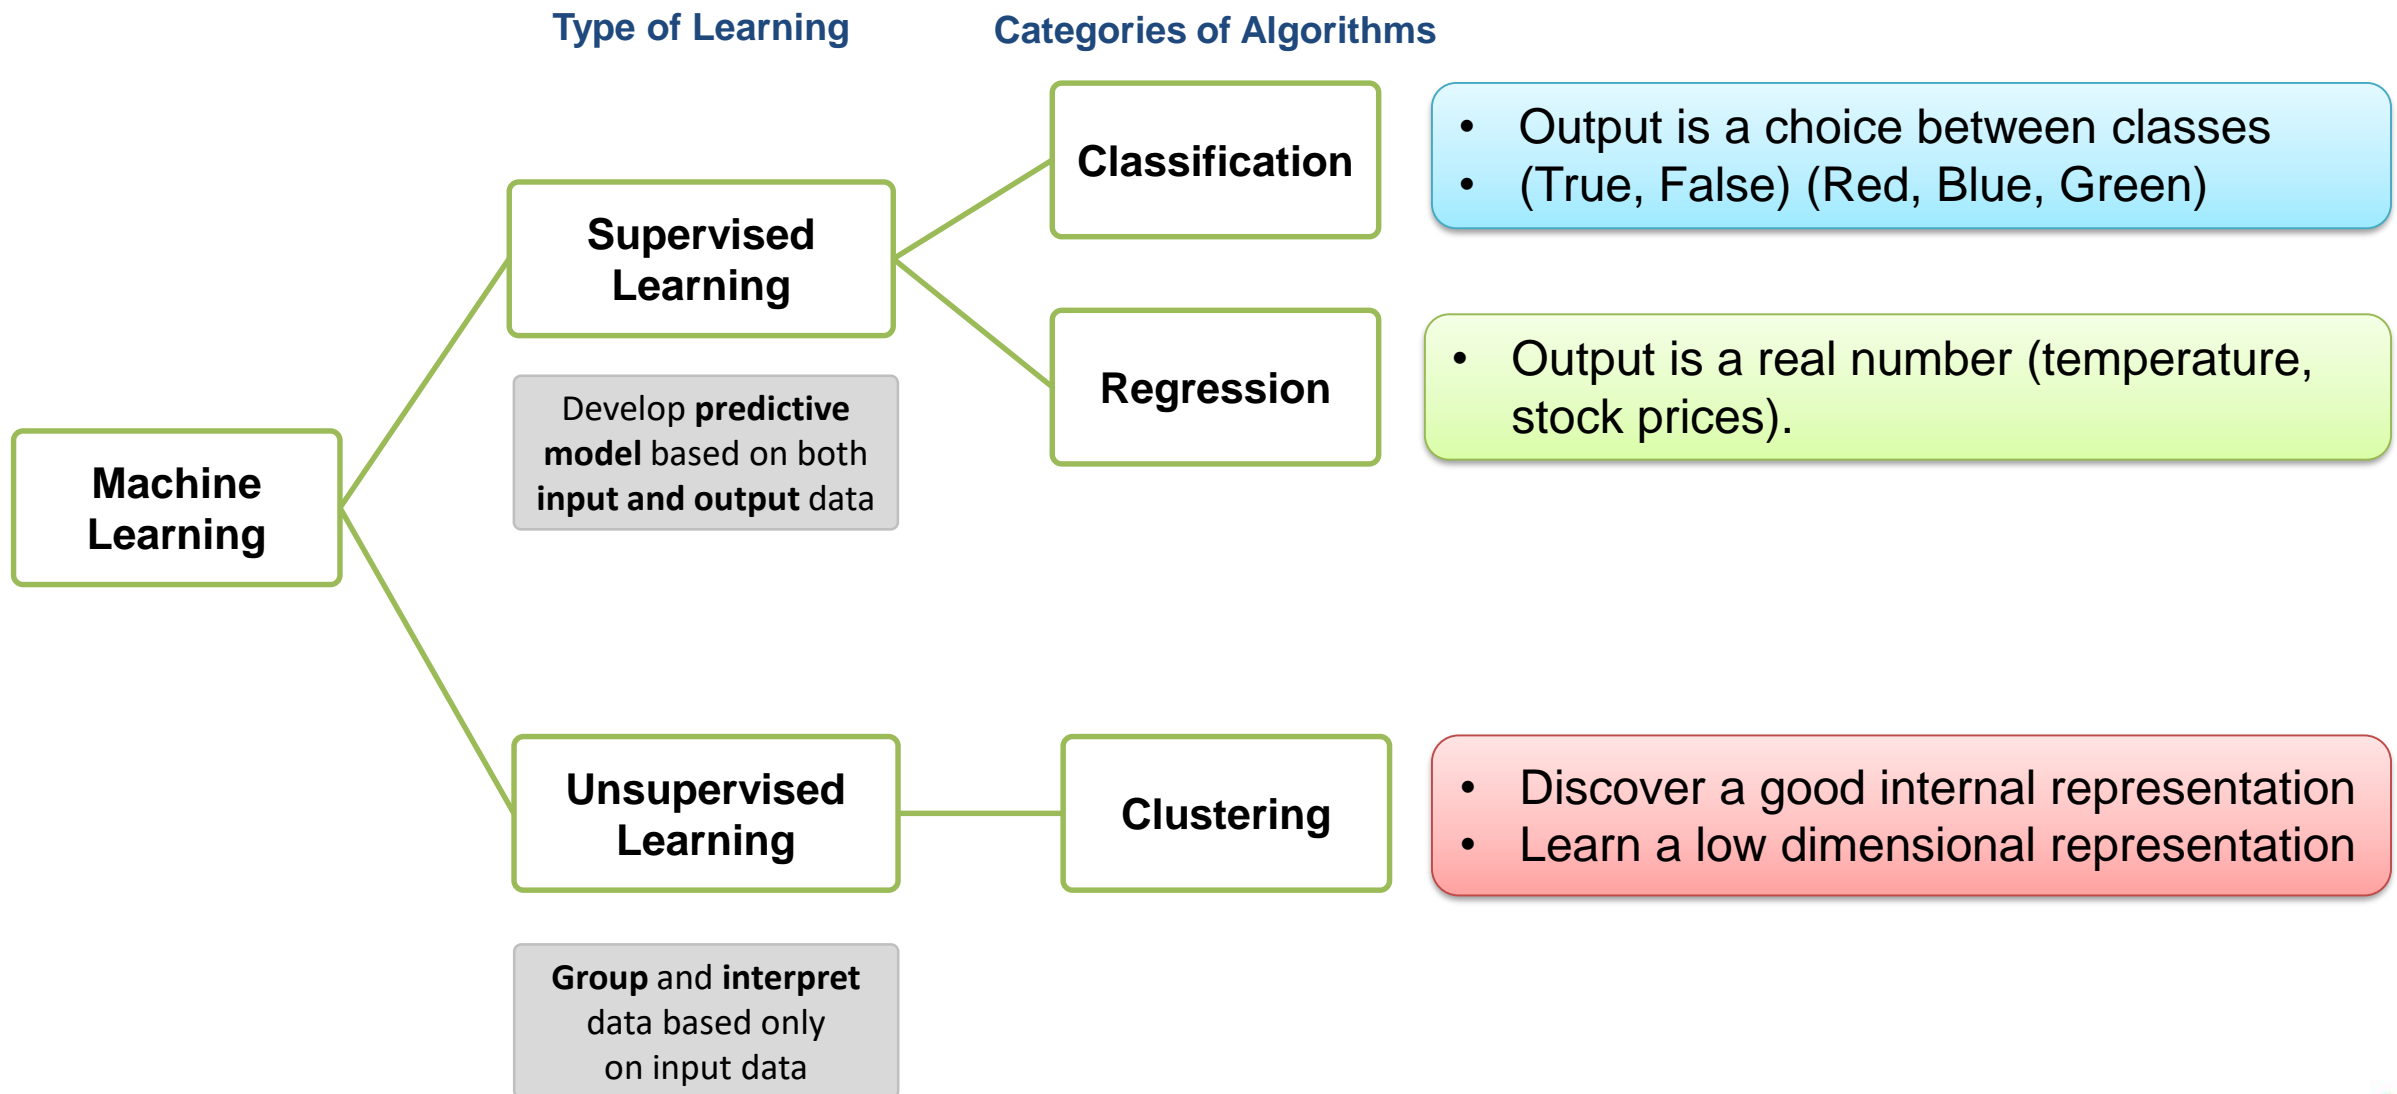 Type of Learning
Categories of Algorithms
Classification
• Output is a choice between classes
• (True, False) (Red, Blue, Green)
Supervised
Learning
Regression
• Output is a real number (temperature,
stock prices).
Develop predictive
model based on both
input and output data
Machine
Learning
Unsupervised
Learning
Clustering
• Discover a good internal representation
• Learn a low dimensional representation
Group and interpret
data based only
on input data